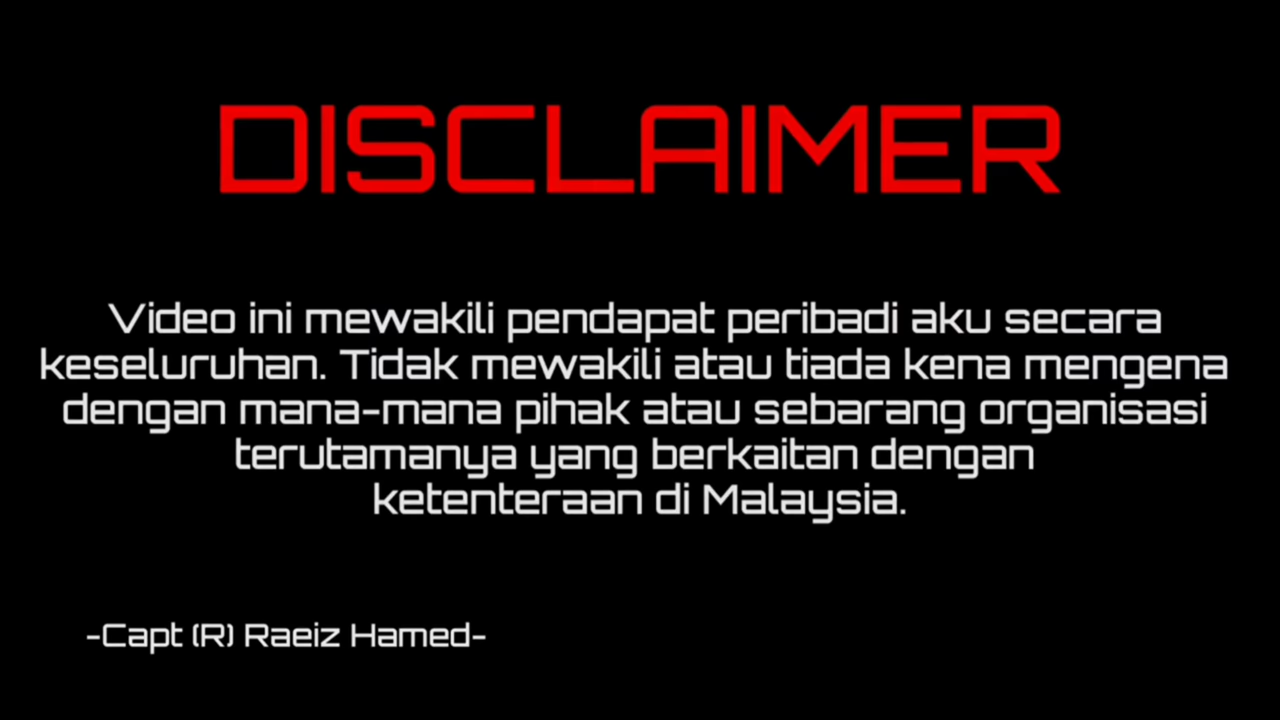 DISCLAIMER
Video ini mewakili pendapat peribadi aku secara
keseluruhan. Tidak mewakili atau tiada kena mengena
dengan mana-mana pihak atau sebarang organisasi
terutamanya yang berkaitan dengan
ketenteraan di Malaysia.
-Capt (R) Raeiz Hamed-